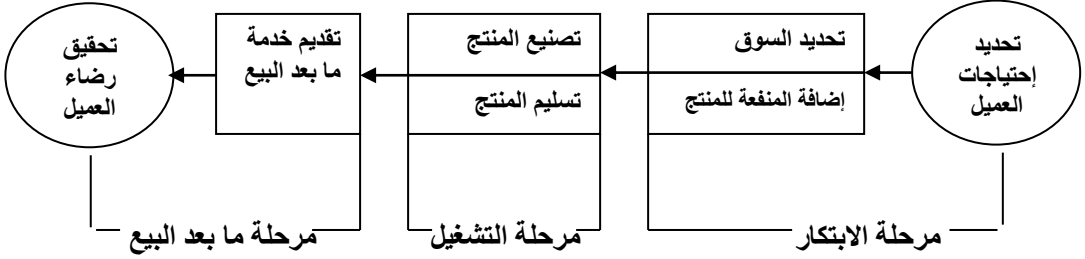 تحديد
إحتياجات
العميل
تحديد السوق
إضافة المنفعة للمنتج
تصنيع المنتج
تسليم المنتج
تقديم خدمة
ما بعد البيع
تحقيق
رضاء
العميل
مرحلة الابتكار
مرحلة التشغيل
مرحلة ما بعد البيع